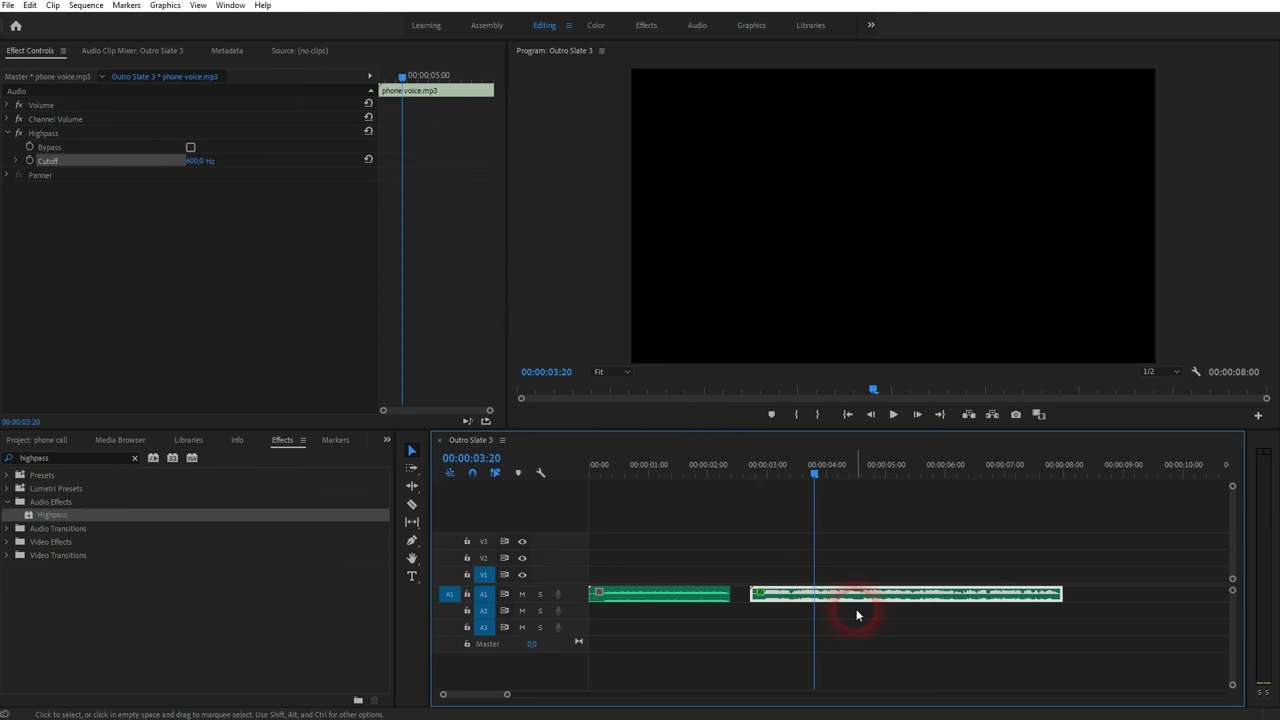 File Edit Clip Sequence Markers Graphics View Window Help
Learning Assembly Editing Color Effects Audio Graphics Libraries
Effect Controls Audio Clip Mixer: Outro Slate 3 Metadata Source: (no clips)
Program: Outro Slate 3
Master * phone voice.mp3 Outro Slate 3 * phone voice.mp3
00:00:05:00
Audio
phone voice.mp3
fx Volume
fx Channel Volume
fx Highpass
Bypass
Cutoff 600,0 Hz
fx Panner
00:00:03:20 Fit 1/2 00:00:08:00
00:00:03:20
Project: phone call Media Browser Libraries Info Effects Markers
highpass
Presets
Lumetri Presets
Audio Effects
Highpass
Audio Transitions
Video Effects
Video Transitions
Outro Slate 3
00:00:03:20
:00:00 00:00:01:00 00:00:02:00 00:00:03:00 00:00:04:00 00:00:05:00 00:00:06:00 00:00:07:00 00:00:08:00 00:00:09:00 00:00:10:00 0
V3
V2
V1
A1 A1 M S
A2 M S
A3 M S
Master 0,0
S S
Click to select, or click in empty space and drag to marquee select. Use Shift, Alt, and Ctrl for other options.